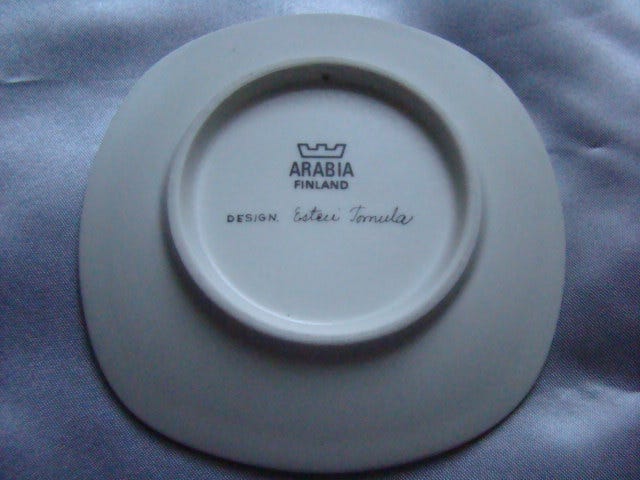 ARABIA
FINLAND
DESIGN. Esteri Tomula